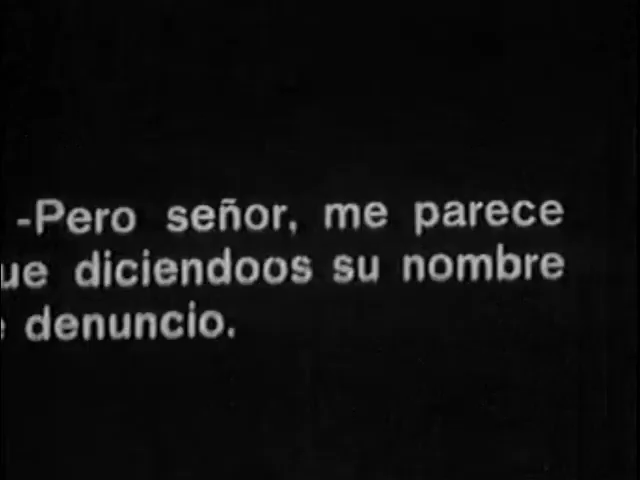 -Pero señor, me parece
ue diciendoos su nombre
denuncio.